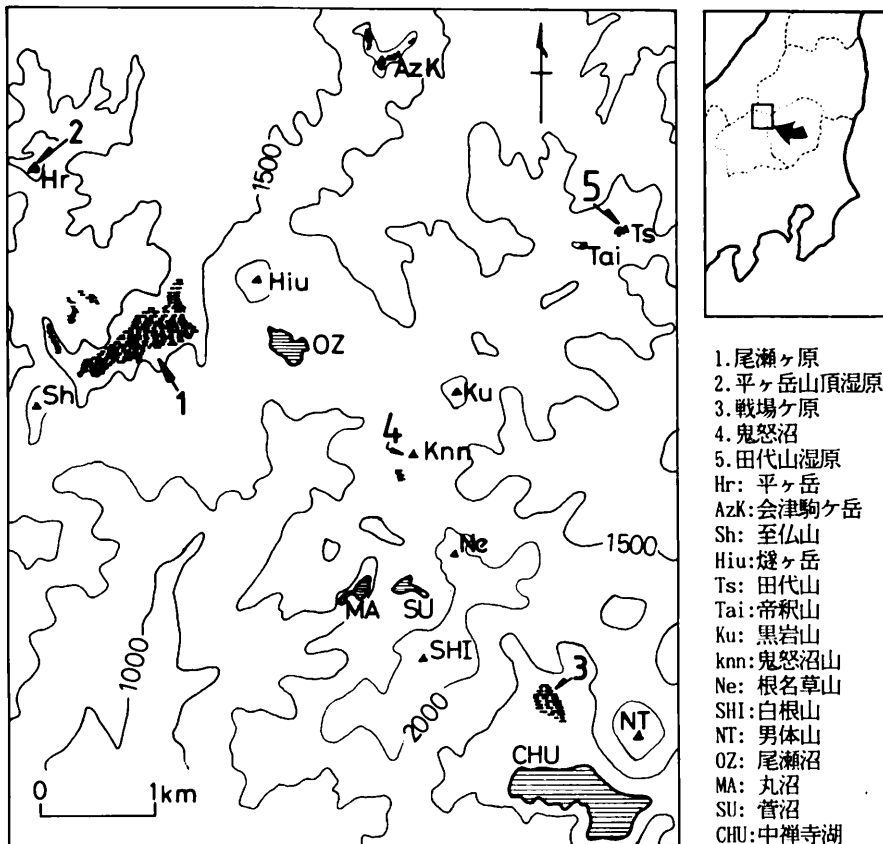 AzK
2
Hr
1500
5
Ts
Tai
Hiu
OZ
1
Sh
Ku
4
Knn
Ne
1500
MA
SU
SHI
1000
2000
3
NT
CHU
0 1km
1.尾瀬ヶ原
2.平ヶ岳山頂湿原
3.戦場ケ原
4.鬼怒沼
5.田代山湿原
Hr: 平ヶ岳
AzK:会津駒ケ岳
Sh: 至仏山
Hiu:燧ヶ岳
Ts: 田代山
Tai:帝釈山
Ku: 黒岩山
knn:鬼怒沼山
Ne: 根名草山
SHI:白根山
NT: 男体山
OZ: 尾瀬沼
MA: 丸沼
SU: 菅沼
CHU:中禅寺湖